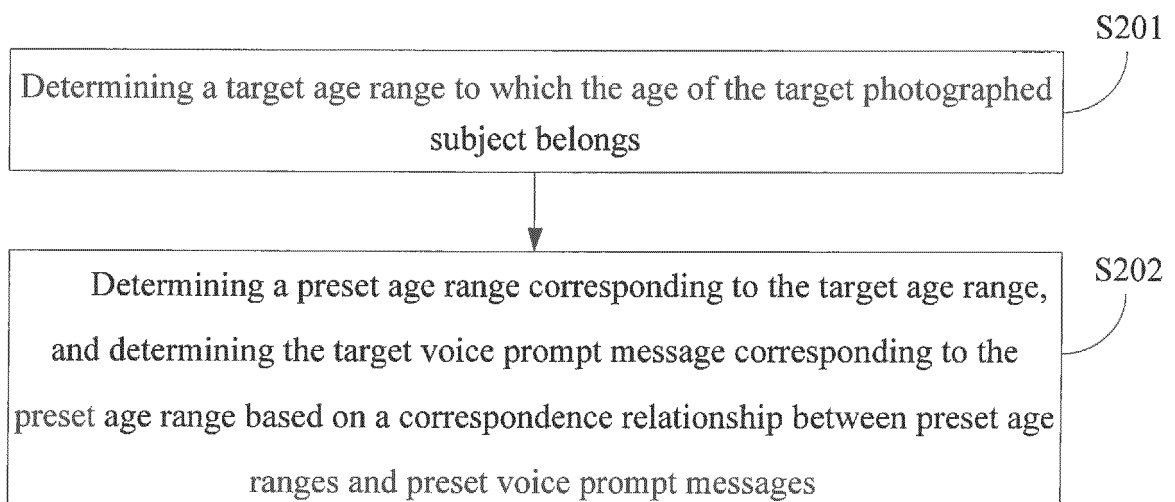 S201
Determining a target age range to which the age of the target photographed
subject belongs
S202
Determining a preset age range corresponding to the target age range,
and determining the target voice prompt message corresponding to the
preset age range based on a correspondence relationship between preset age
ranges and preset voice prompt messages